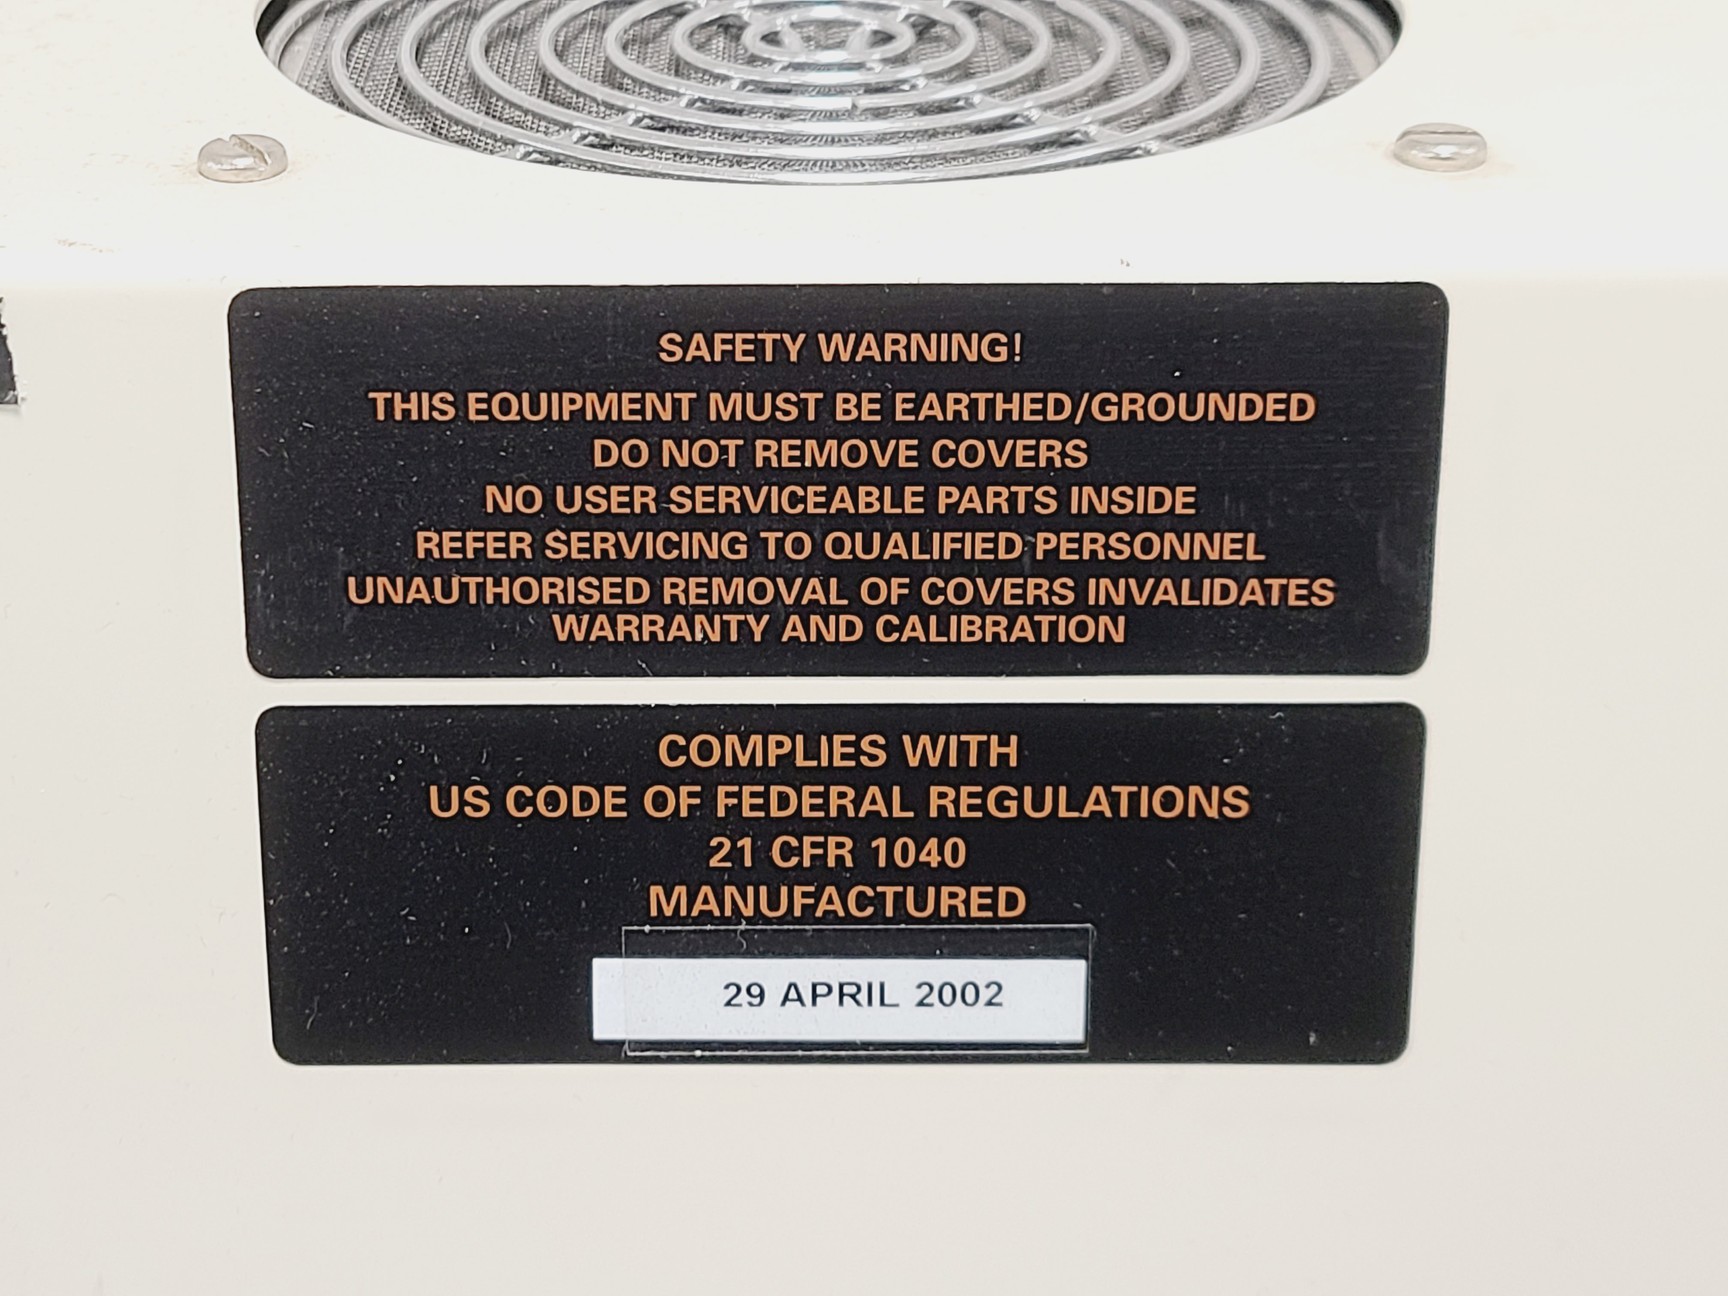 SAFETY WARNING!
THIS EQUIPMENT MUST BE EARTHED/GROUNDED
DO NOT REMOVE COVERS
NO USER SERVICEABLE PARTS INSIDE
REFER SERVICING TO QUALIFIED PERSONNEL
UNAUTHORISED REMOVAL OF COVERS INVALIDATES
WARRANTY AND CALIBRATION
COMPLIES WITH
US CODE OF FEDERAL REGULATIONS
21 CFR 1040
MANUFACTURED
29 APRIL 2002